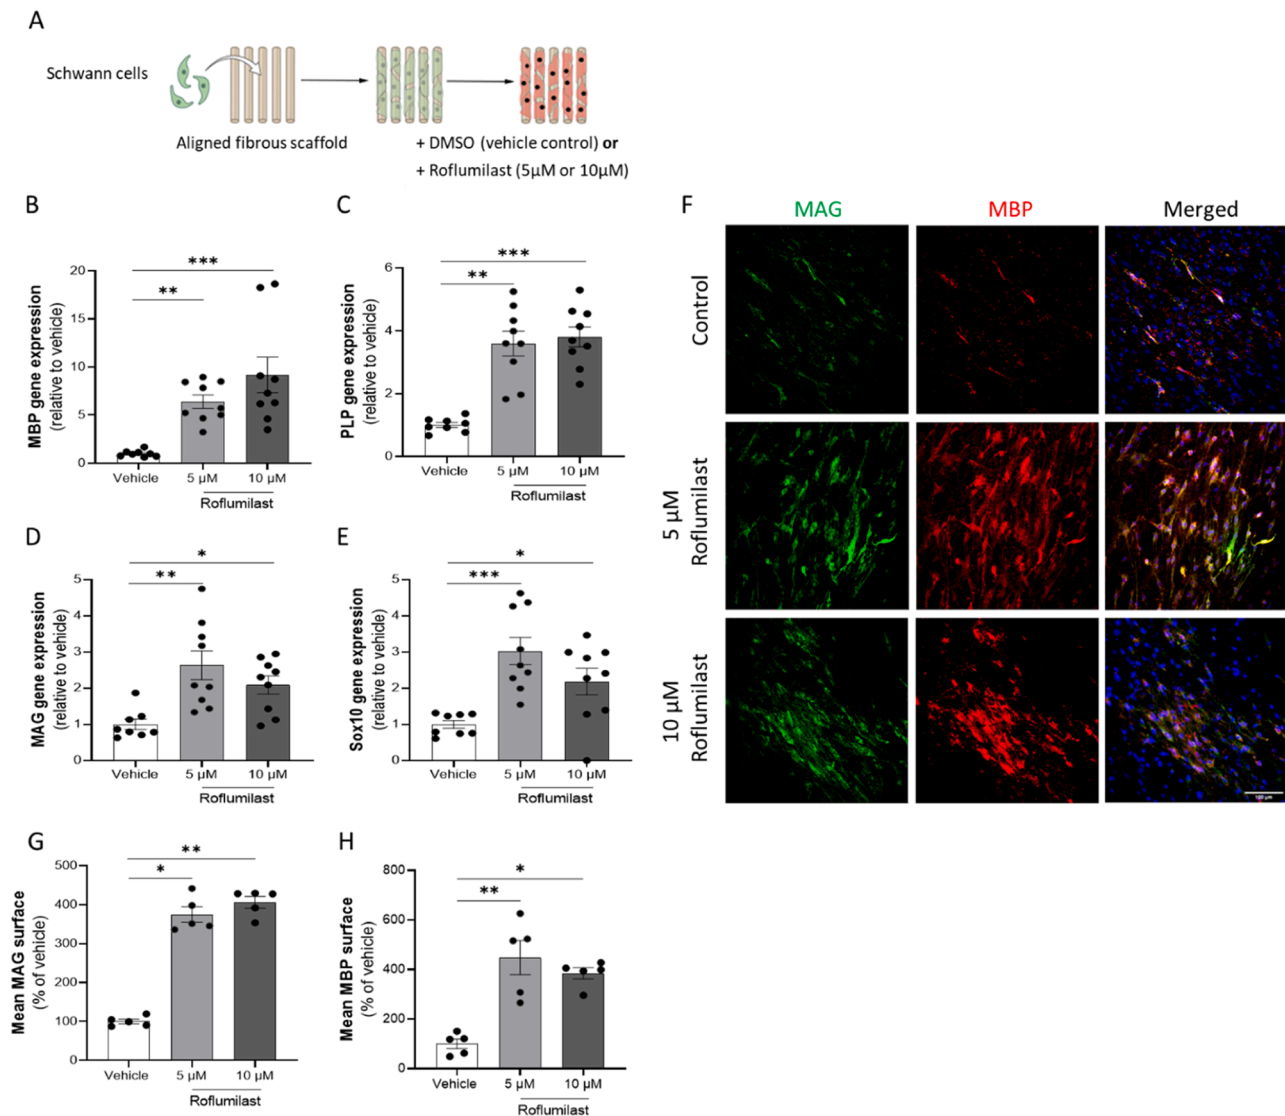 A
Schwann cells
Aligned fibrous scaffold
+ DMSO (vehicle control) or
+ Roflumilast (5µM or 10µM)
B
MBP gene expression
(relative to vehicle)
20
15
10
5
0
***
**
Vehicle
5 µM
10 µM
Roflumilast
C
PLP gene expression
(relative to vehicle)
6
4
2
0
***
**
Vehicle
5 µM
10 µM
Roflumilast
D
MAG gene expression
(relative to vehicle)
5
4
3
2
1
0
*
**
Vehicle
5 µM
10 µM
Roflumilast
E
Sox10 gene expression
(relative to vehicle)
5
4
3
2
1
0
*
***
Vehicle
5 µM
10 µM
Roflumilast
F
MAG
MBP
Merged
Control
5 µM
Roflumilast
10 µM
Roflumilast
100 µm
G
Mean MAG surface
(% of vehicle)
500
400
300
200
100
0
**
*
Vehicle
5 µM
10 µM
Roflumilast
H
Mean MBP surface
(% of vehicle)
800
600
400
200
0
*
**
Vehicle
5 µM
10 µM
Roflumilast